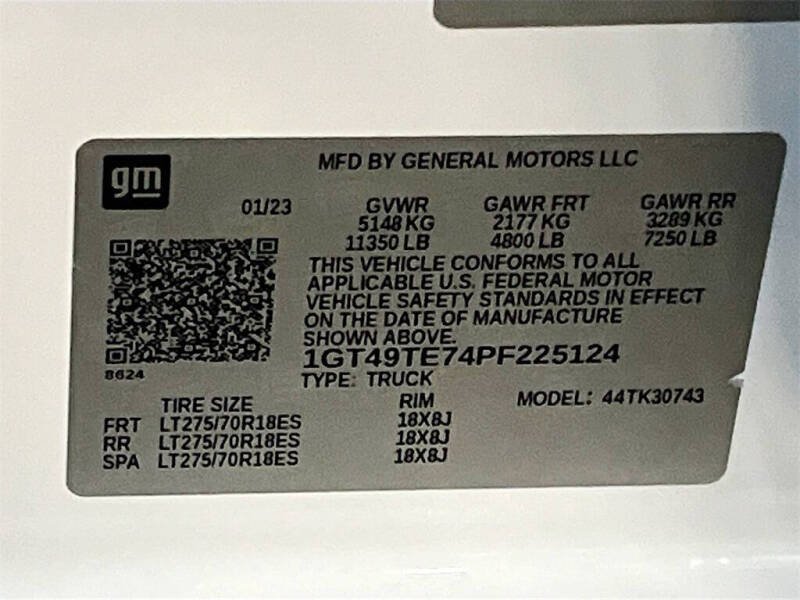 gm
MFD BY GENERAL MOTORS LLC
01/23 GVWR GAWR FRT GAWR RR
5148 KG 2177 KG 3289 KG
11350 LB 4800 LB 7250 LB
THIS VEHICLE CONFORMS TO ALL
APPLICABLE U.S. FEDERAL MOTOR
VEHICLE SAFETY STANDARDS IN EFFECT
ON THE DATE OF MANUFACTURE
SHOWN ABOVE.
1GT49TE74PF225124
8624
TYPE: TRUCK
TIRE SIZE RIM MODEL: 44TK30743
FRT LT275/70R18ES 18X8J
RR LT275/70R18ES 18X8J
SPA LT275/70R18ES 18X8J